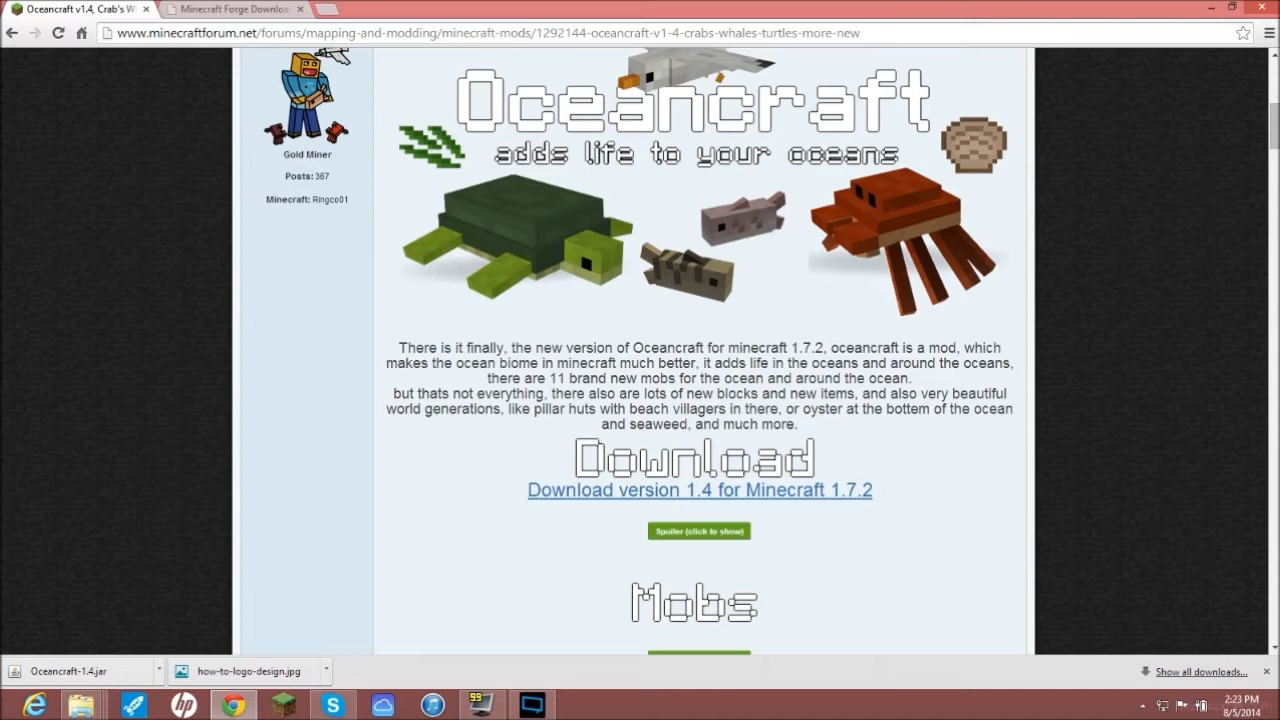 Oceancraft v1.4, Crab's W
Minecraft Forge Downloa
www.minecraftforum.net/forums/mapping-and-modding/minecraft-mods/1292144-oceancraft-v1-4-crabs-whales-turtles-more-new
Oceancraft
adds life to your oceans
Gold Miner
Posts: 367
Minecraft: Ringco01
There is it finally, the new version of Oceancraft for minecraft 1.7.2, oceancraft is a mod, which
makes the ocean biome in minecraft much better, it adds life in the oceans and around the oceans,
there are 11 brand new mobs for the ocean and around the ocean.
but thats not everything, there also are lots of new blocks and new items, and also very beautiful
world generations, like pillar huts with beach villagers in there, or oyster at the bottem of the ocean
and seaweed, and much more.
Download
Download version 1.4 for Minecraft 1.7.2
Spoiler (click to show)
Mobs
Oceancraft-1.4.jar
how-to-logo-design.jpg
Show all downloads...
99
2:23 PM
8/5/2014